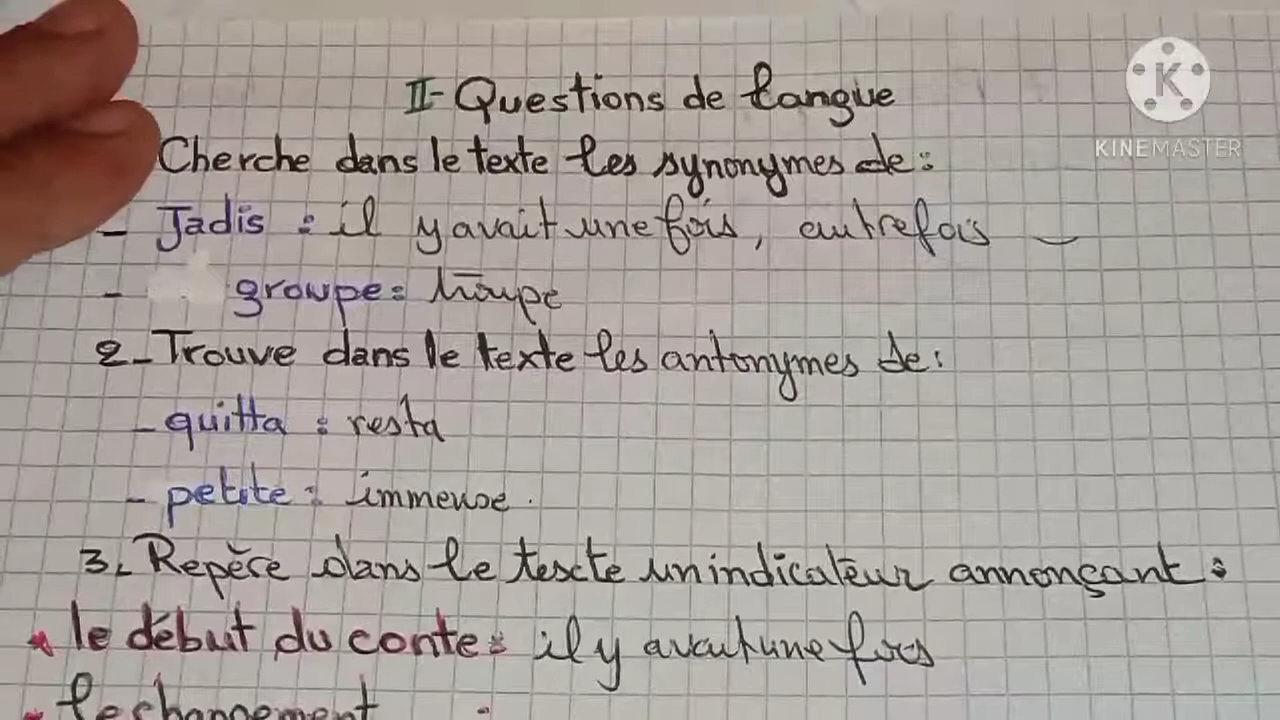 II- Questions de langue
Cherche dans le texte les synonymes de :
- Jadis : il y avait une fois, autrefois
- groupe : troupe
2- Trouve dans le texte les antonymes de :
- quitta : resta
- petite : immense.
3. Repère dans le texte un indicateur annonçant :
* le début du conte : il y avait une fois
* le changement :
KINEMASTER